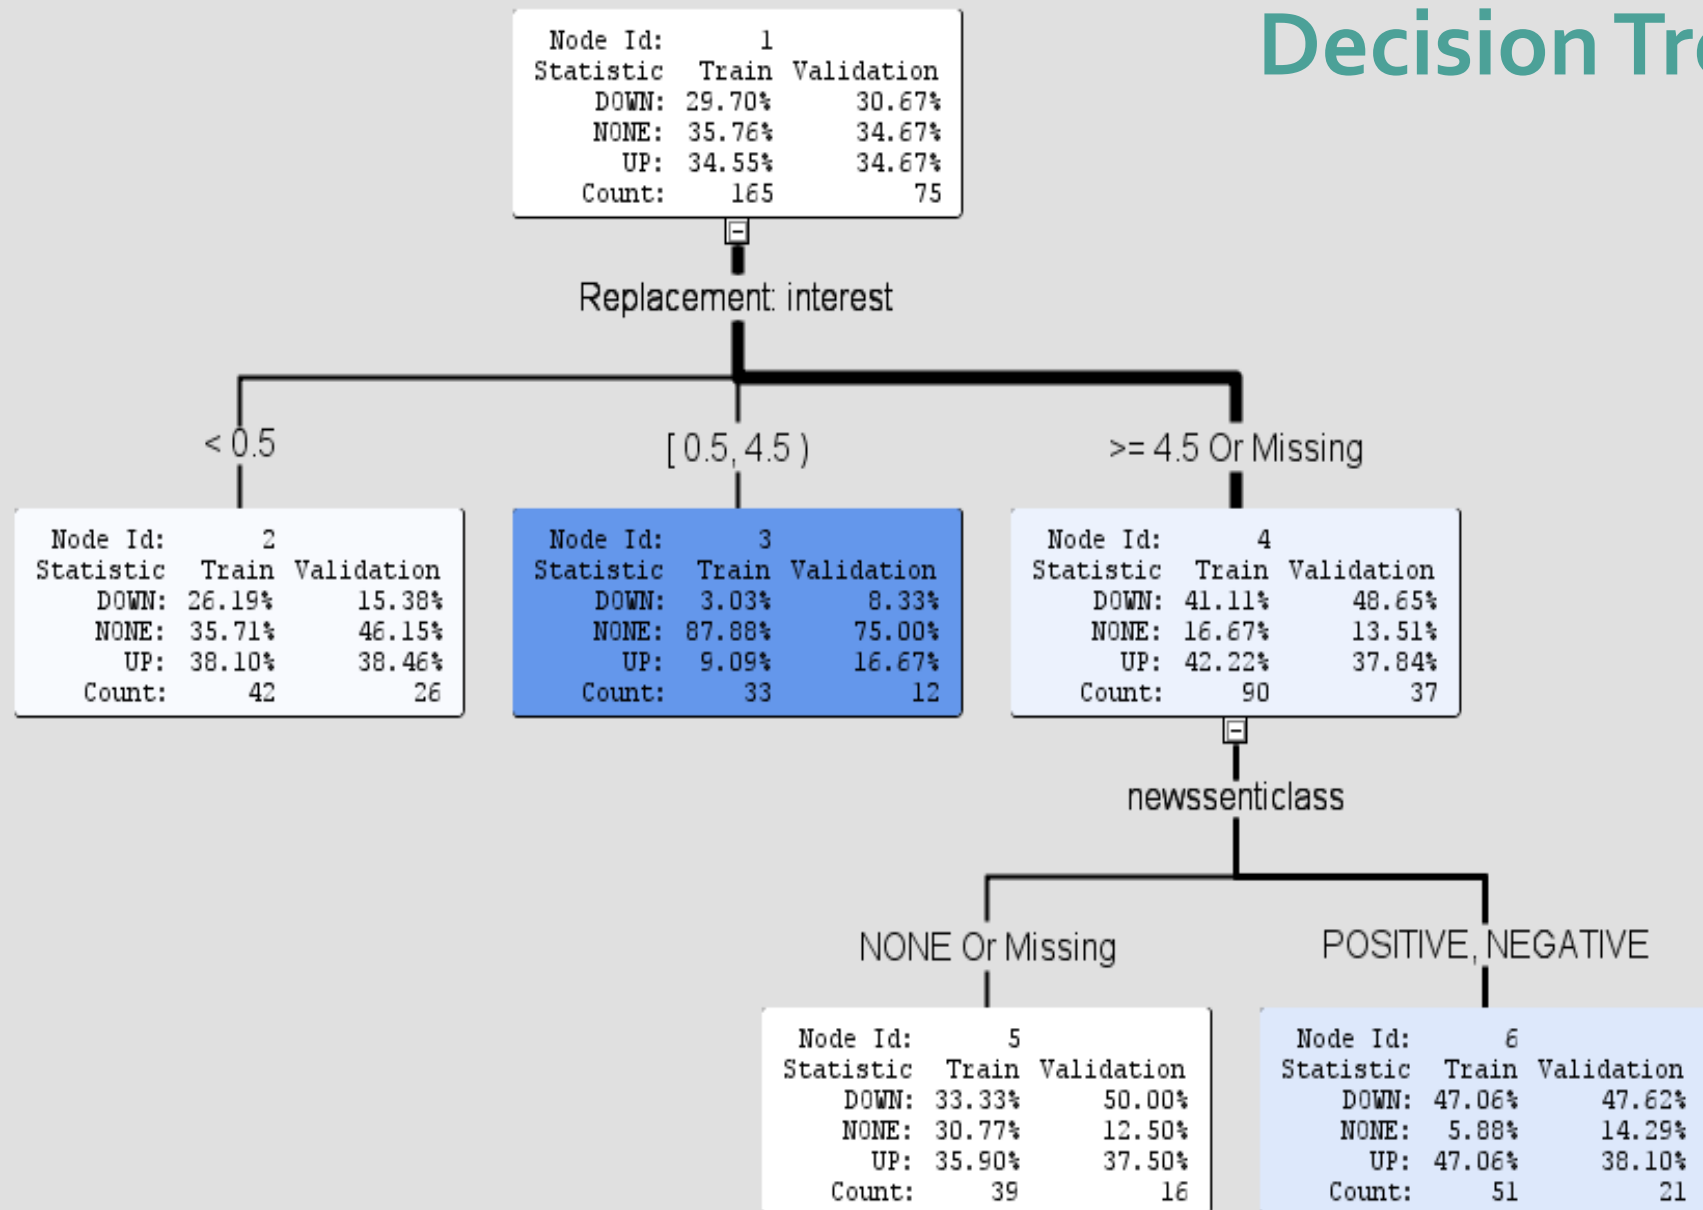 Decision Tre
Node Id: 1
Statistic Train Validation
DOWN: 29.70% 30.67%
NONE: 35.76% 34.67%
UP: 34.55% 34.67%
Count: 165 75
Replacement: interest
< 0.5
[ 0.5, 4.5 )
>= 4.5 Or Missing
Node Id: 2
Statistic Train Validation
DOWN: 26.19% 15.38%
NONE: 35.71% 46.15%
UP: 38.10% 38.46%
Count: 42 26
Node Id: 3
Statistic Train Validation
DOWN: 3.03% 8.33%
NONE: 87.88% 75.00%
UP: 9.09% 16.67%
Count: 33 12
Node Id: 4
Statistic Train Validation
DOWN: 41.11% 48.65%
NONE: 16.67% 13.51%
UP: 42.22% 37.84%
Count: 90 37
newssenticlass
NONE Or Missing
POSITIVE, NEGATIVE
Node Id: 5
Statistic Train Validation
DOWN: 33.33% 50.00%
NONE: 30.77% 12.50%
UP: 35.90% 37.50%
Count: 39 16
Node Id: 6
Statistic Train Validation
DOWN: 47.06% 47.62%
NONE: 5.88% 14.29%
UP: 47.06% 38.10%
Count: 51 21